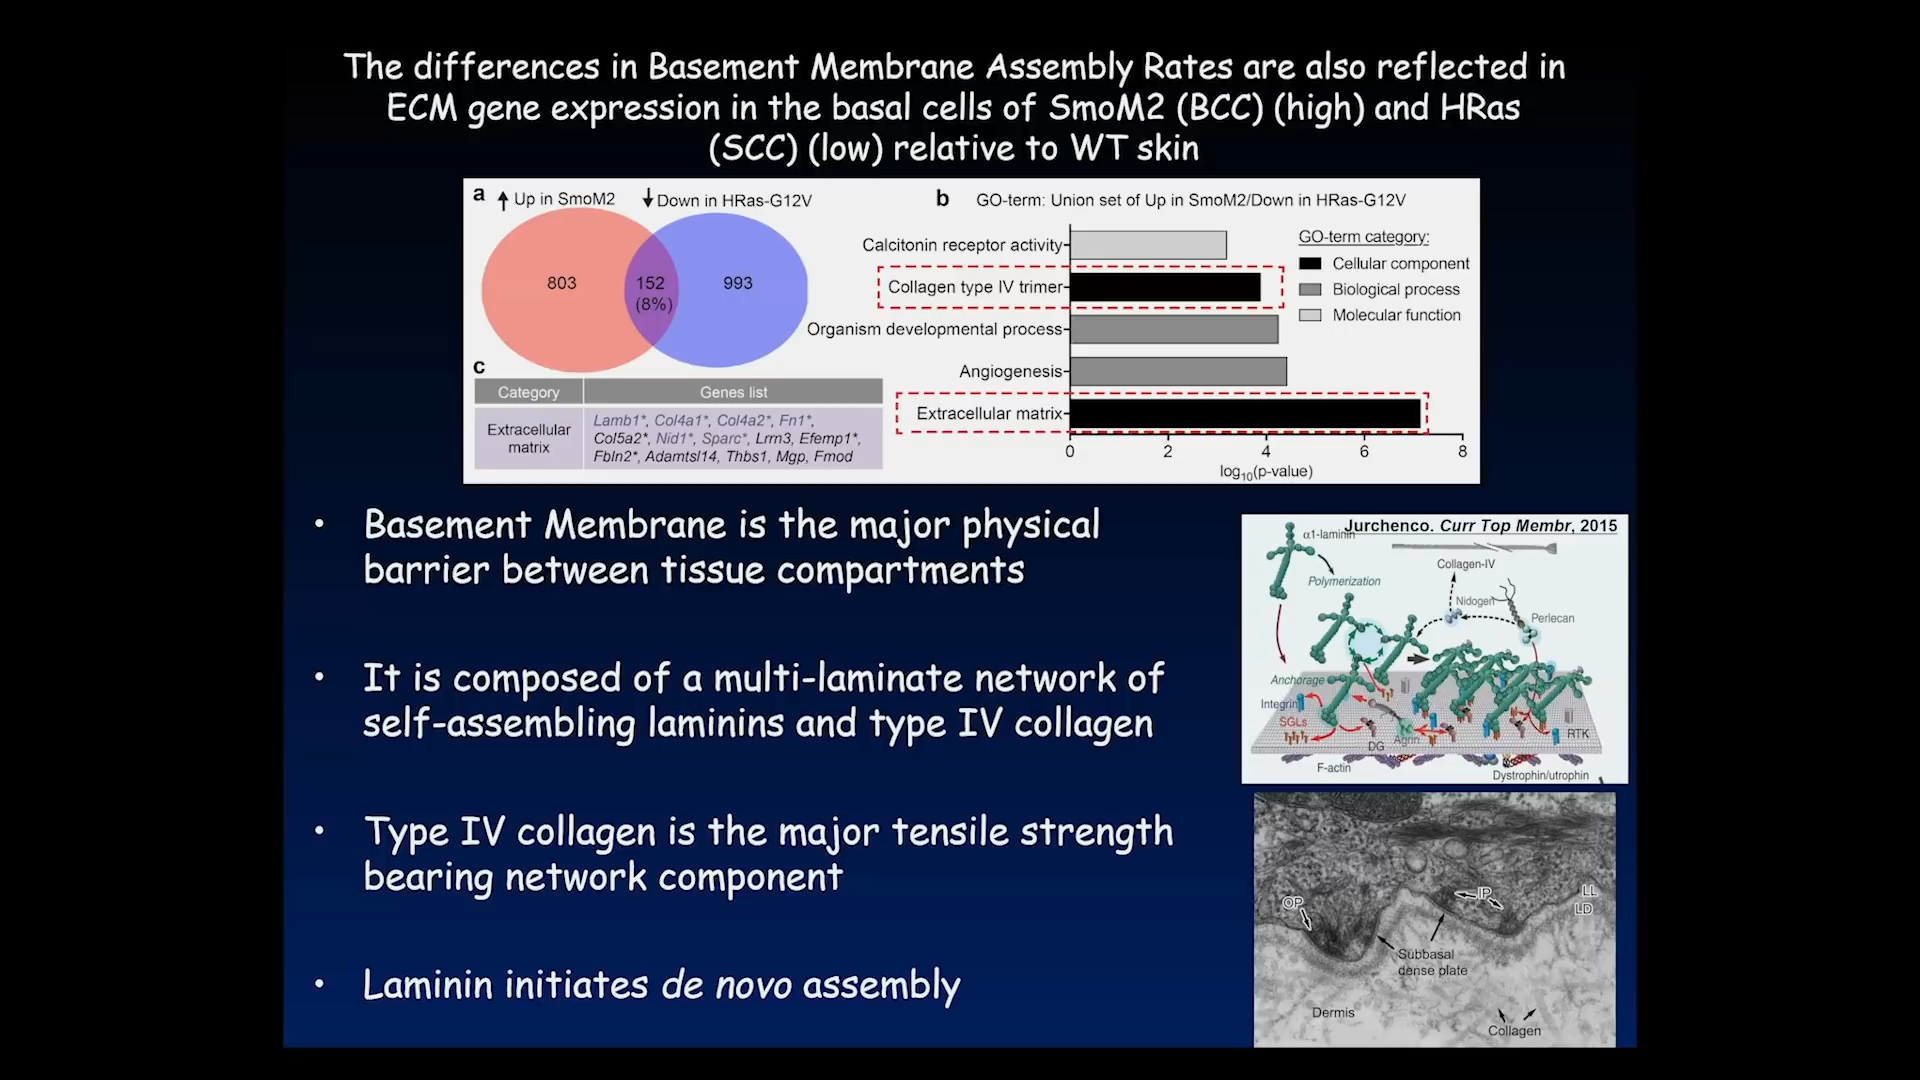 The differences in Basement Membrane Assembly Rates are also reflected in
ECM gene expression in the basal cells of SmoM2 (BCC) (high) and HRas
(SCC) (low) relative to WT skin
a
Up in SmoM2
Down in HRas-G12V
803
152
(8%)
993
b
GO-term: Union set of Up in SmoM2/Down in HRas-G12V
Calcitonin receptor activity
Collagen type IV trimer
Organism developmental process
Angiogenesis
Extracellular matrix
GO-term category:
Cellular component
Biological process
Molecular function
0 2 4 6 8
log10(p-value)
c
Category
Genes list
Extracellular
matrix
Lamb1*, Col4a1*, Col4a2*, Fn1*,
Col5a2*, Nid1*, Sparc*, Lrrn3, Efemp1*,
Fbln2*, Adamtsl14, Thbs1, Mgp, Fmod
• Basement Membrane is the major physical
barrier between tissue compartments
• It is composed of a multi-laminate network of
self-assembling laminins and type IV collagen
• Type IV collagen is the major tensile strength
bearing network component
• Laminin initiates de novo assembly
Jurchenco. Curr Top Membr, 2015
α1-laminin
Collagen-IV
Polymerization
Nidogen
Perlecan
Anchorage
Integrin
SGLs
DG
Agrin
RTK
F-actin
Dystrophin/utrophin
OP
IP
LL
LD
Subbasal
dense plate
Dermis
Collagen